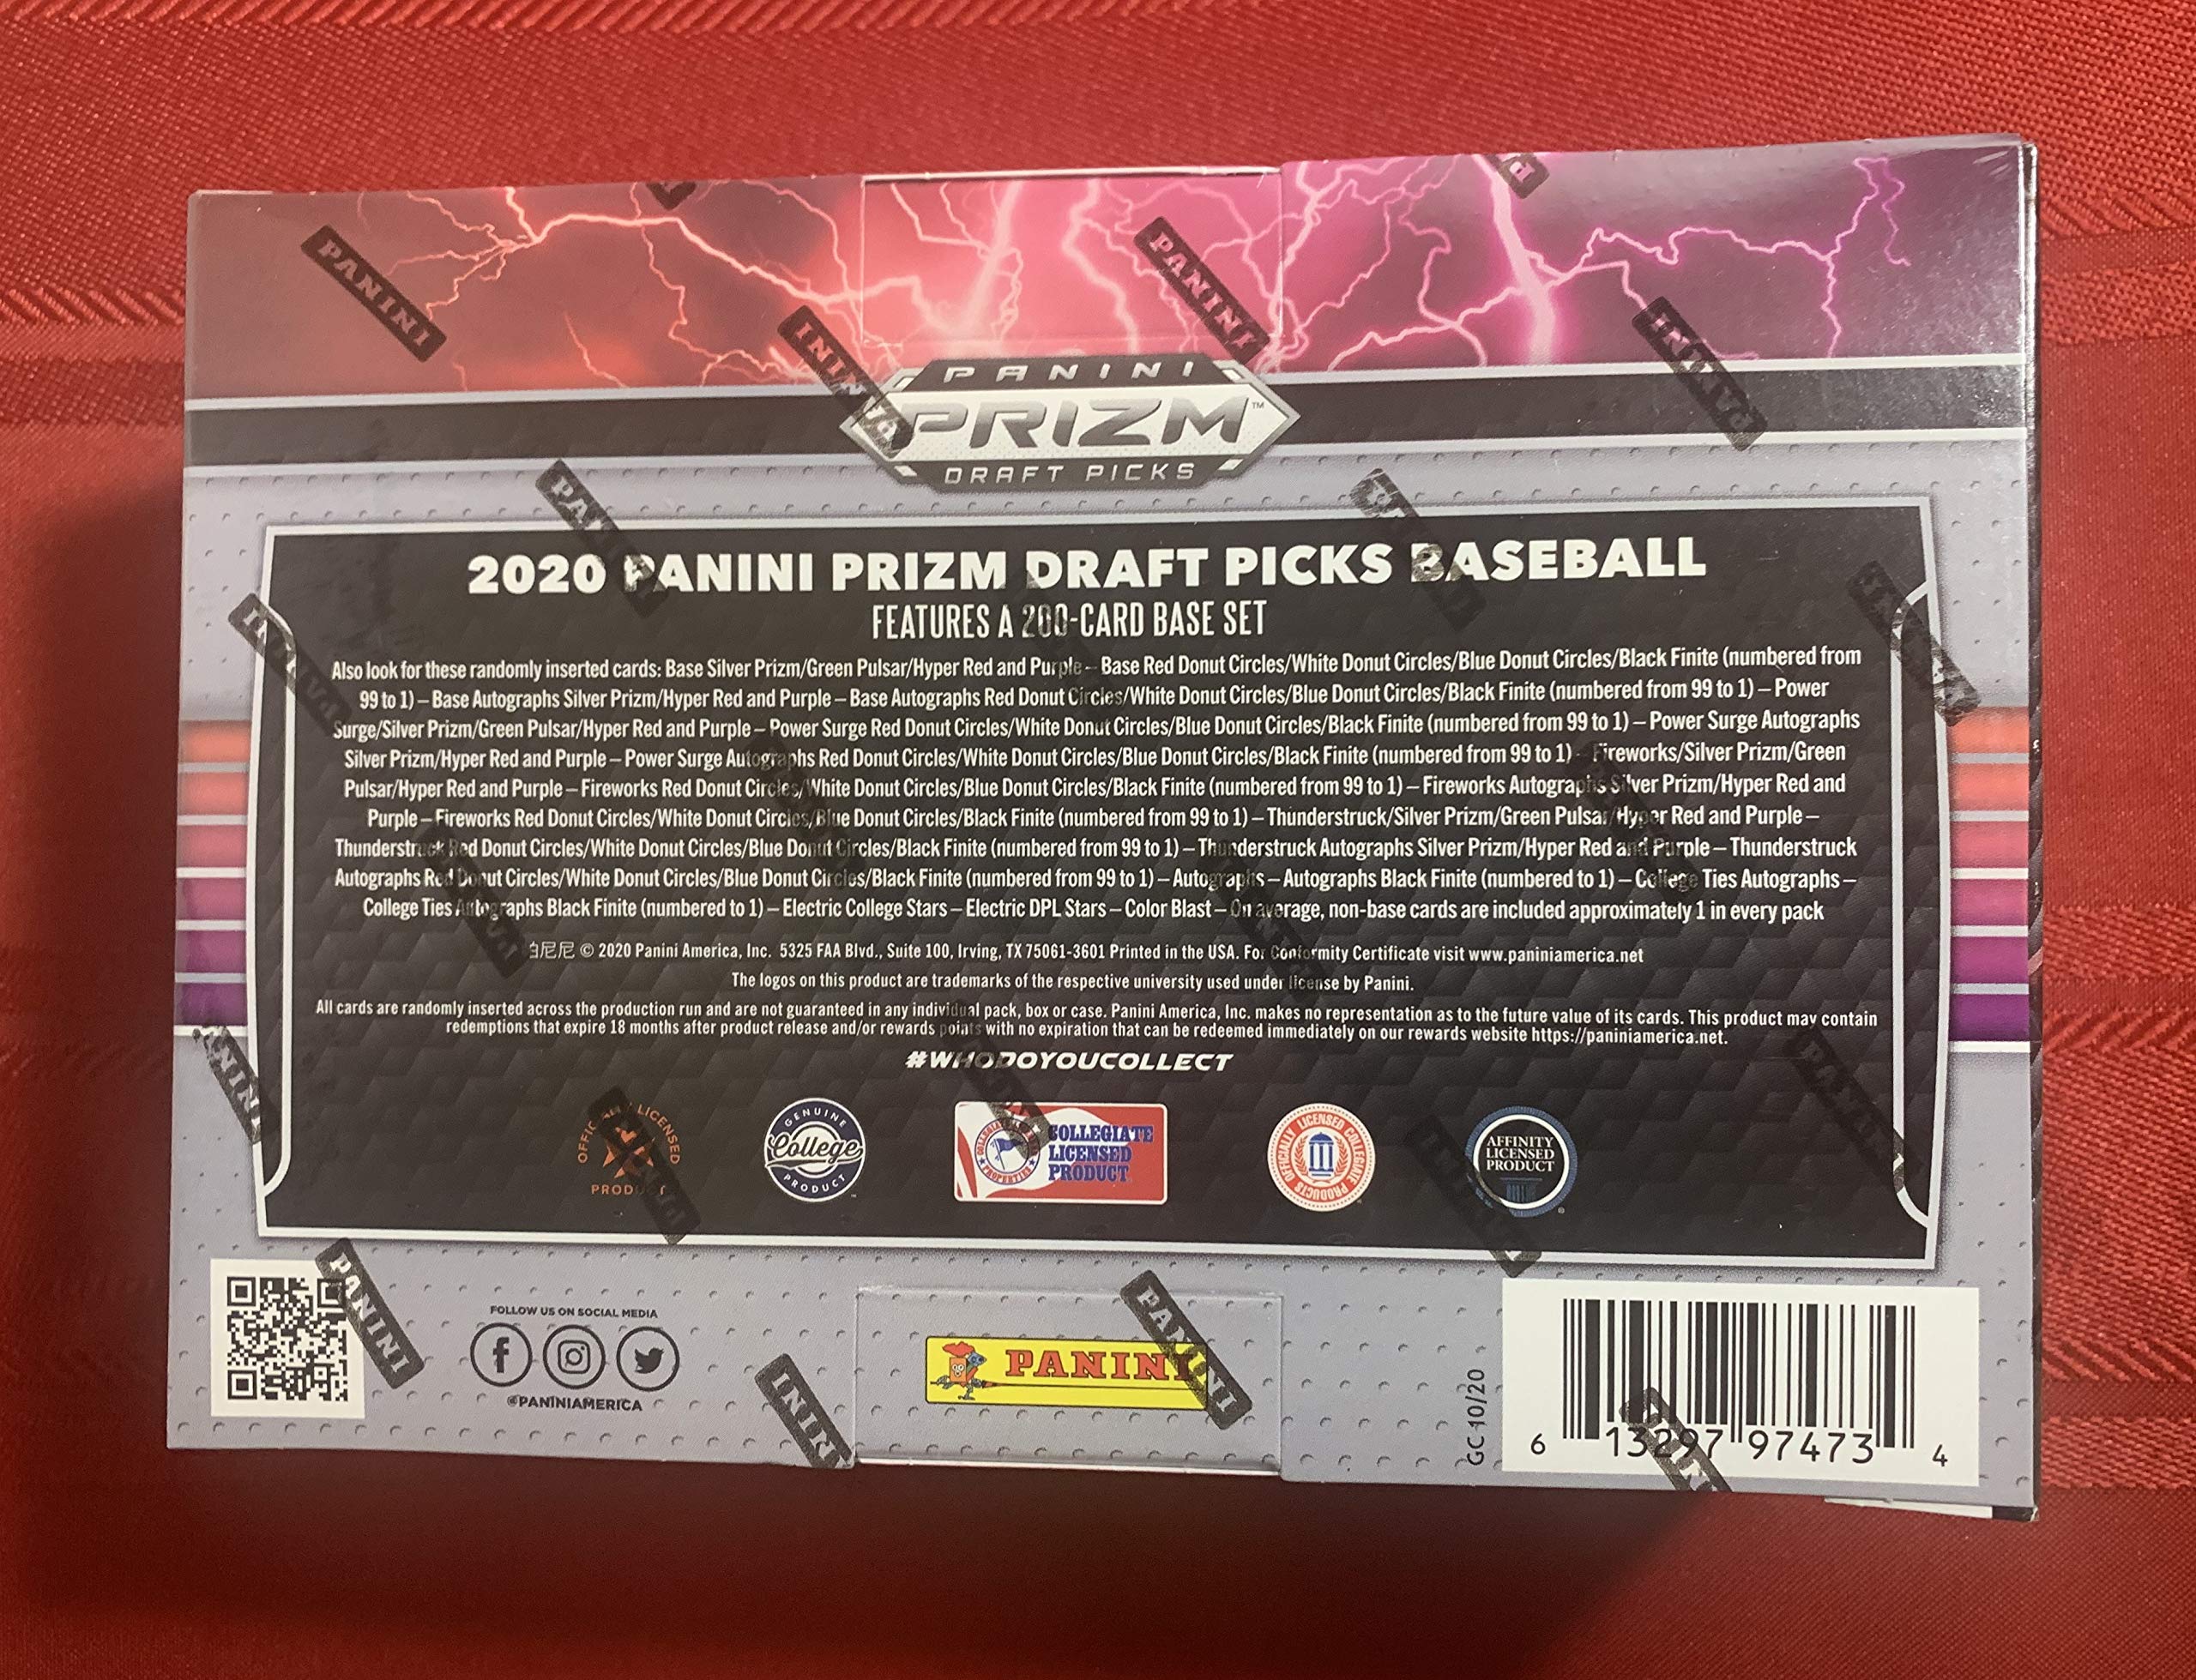 PANINI
PRIZM™
DRAFT PICKS
2020 PANINI PRIZM DRAFT PICKS BASEBALL
FEATURES A 200-CARD BASE SET
Also look for these randomly inserted cards: Base Silver Prizm/Green Pulsar/Hyper Red and Purple – Base Red Donut Circles/White Donut Circles/Blue Donut Circles/Black Finite (numbered from
99 to 1) – Base Autographs Silver Prizm/Hyper Red and Purple – Base Autographs Red Donut Circles/White Donut Circles/Blue Donut Circles/Black Finite (numbered from 99 to 1) – Power
Surge/Silver Prizm/Green Pulsar/Hyper Red and Purple – Power Surge Red Donut Circles/White Donut Circles/Blue Donut Circles/Black Finite (numbered from 99 to 1) – Power Surge Autographs
Silver Prizm/Hyper Red and Purple – Power Surge Autographs Red Donut Circles/White Donut Circles/Blue Donut Circles/Black Finite (numbered from 99 to 1) – Fireworks/Silver Prizm/Green
Pulsar/Hyper Red and Purple – Fireworks Red Donut Circles/White Donut Circles/Blue Donut Circles/Black Finite (numbered from 99 to 1) – Fireworks Autographs Silver Prizm/Hyper Red and
Purple – Fireworks Red Donut Circles/White Donut Circles/Blue Donut Circles/Black Finite (numbered from 99 to 1) – Thunderstruck/Silver Prizm/Green Pulsar/Hyper Red and Purple –
Thunderstruck Red Donut Circles/White Donut Circles/Blue Donut Circles/Black Finite (numbered from 99 to 1) – Thunderstruck Autographs Silver Prizm/Hyper Red and Purple – Thunderstruck
Autographs Red Donut Circles/White Donut Circles/Blue Donut Circles/Black Finite (numbered from 99 to 1) – Autographs – Autographs Black Finite (numbered to 1) – College Ties Autographs –
College Ties Autographs Black Finite (numbered to 1) – Electric College Stars – Electric DPL Stars – Color Blast – On average, non-base cards are included approximately 1 in every pack
帕尼尼 © 2020 Panini America, Inc. 5325 FAA Blvd., Suite 100, Irving, TX 75061-3601 Printed in the USA. For Conformity Certificate visit www.paniniamerica.net
The logos on this product are trademarks of the respective university used under license by Panini.
All cards are randomly inserted across the production run and are not guaranteed in any individual pack, box or case. Panini America, Inc. makes no representation as to the future value of its cards. This product may contain
redemptions that expire 18 months after product release and/or rewards points with no expiration that can be redeemed immediately on our rewards website https://paniniamerica.net.
#WHODOYOUCOLLECT
OFFICIALLY LICENSED PRODUCT
GENUINE
College
PRODUCT
COLLEGIATE
LICENSED
PRODUCT
OFFICIALLY LICENSED COLLEGIATE PRODUCTS
AFFINITY
LICENSED
PRODUCT
FOLLOW US ON SOCIAL MEDIA
@PANINIAMERICA
PANINI
GC 10/20
6 13297 97473 4